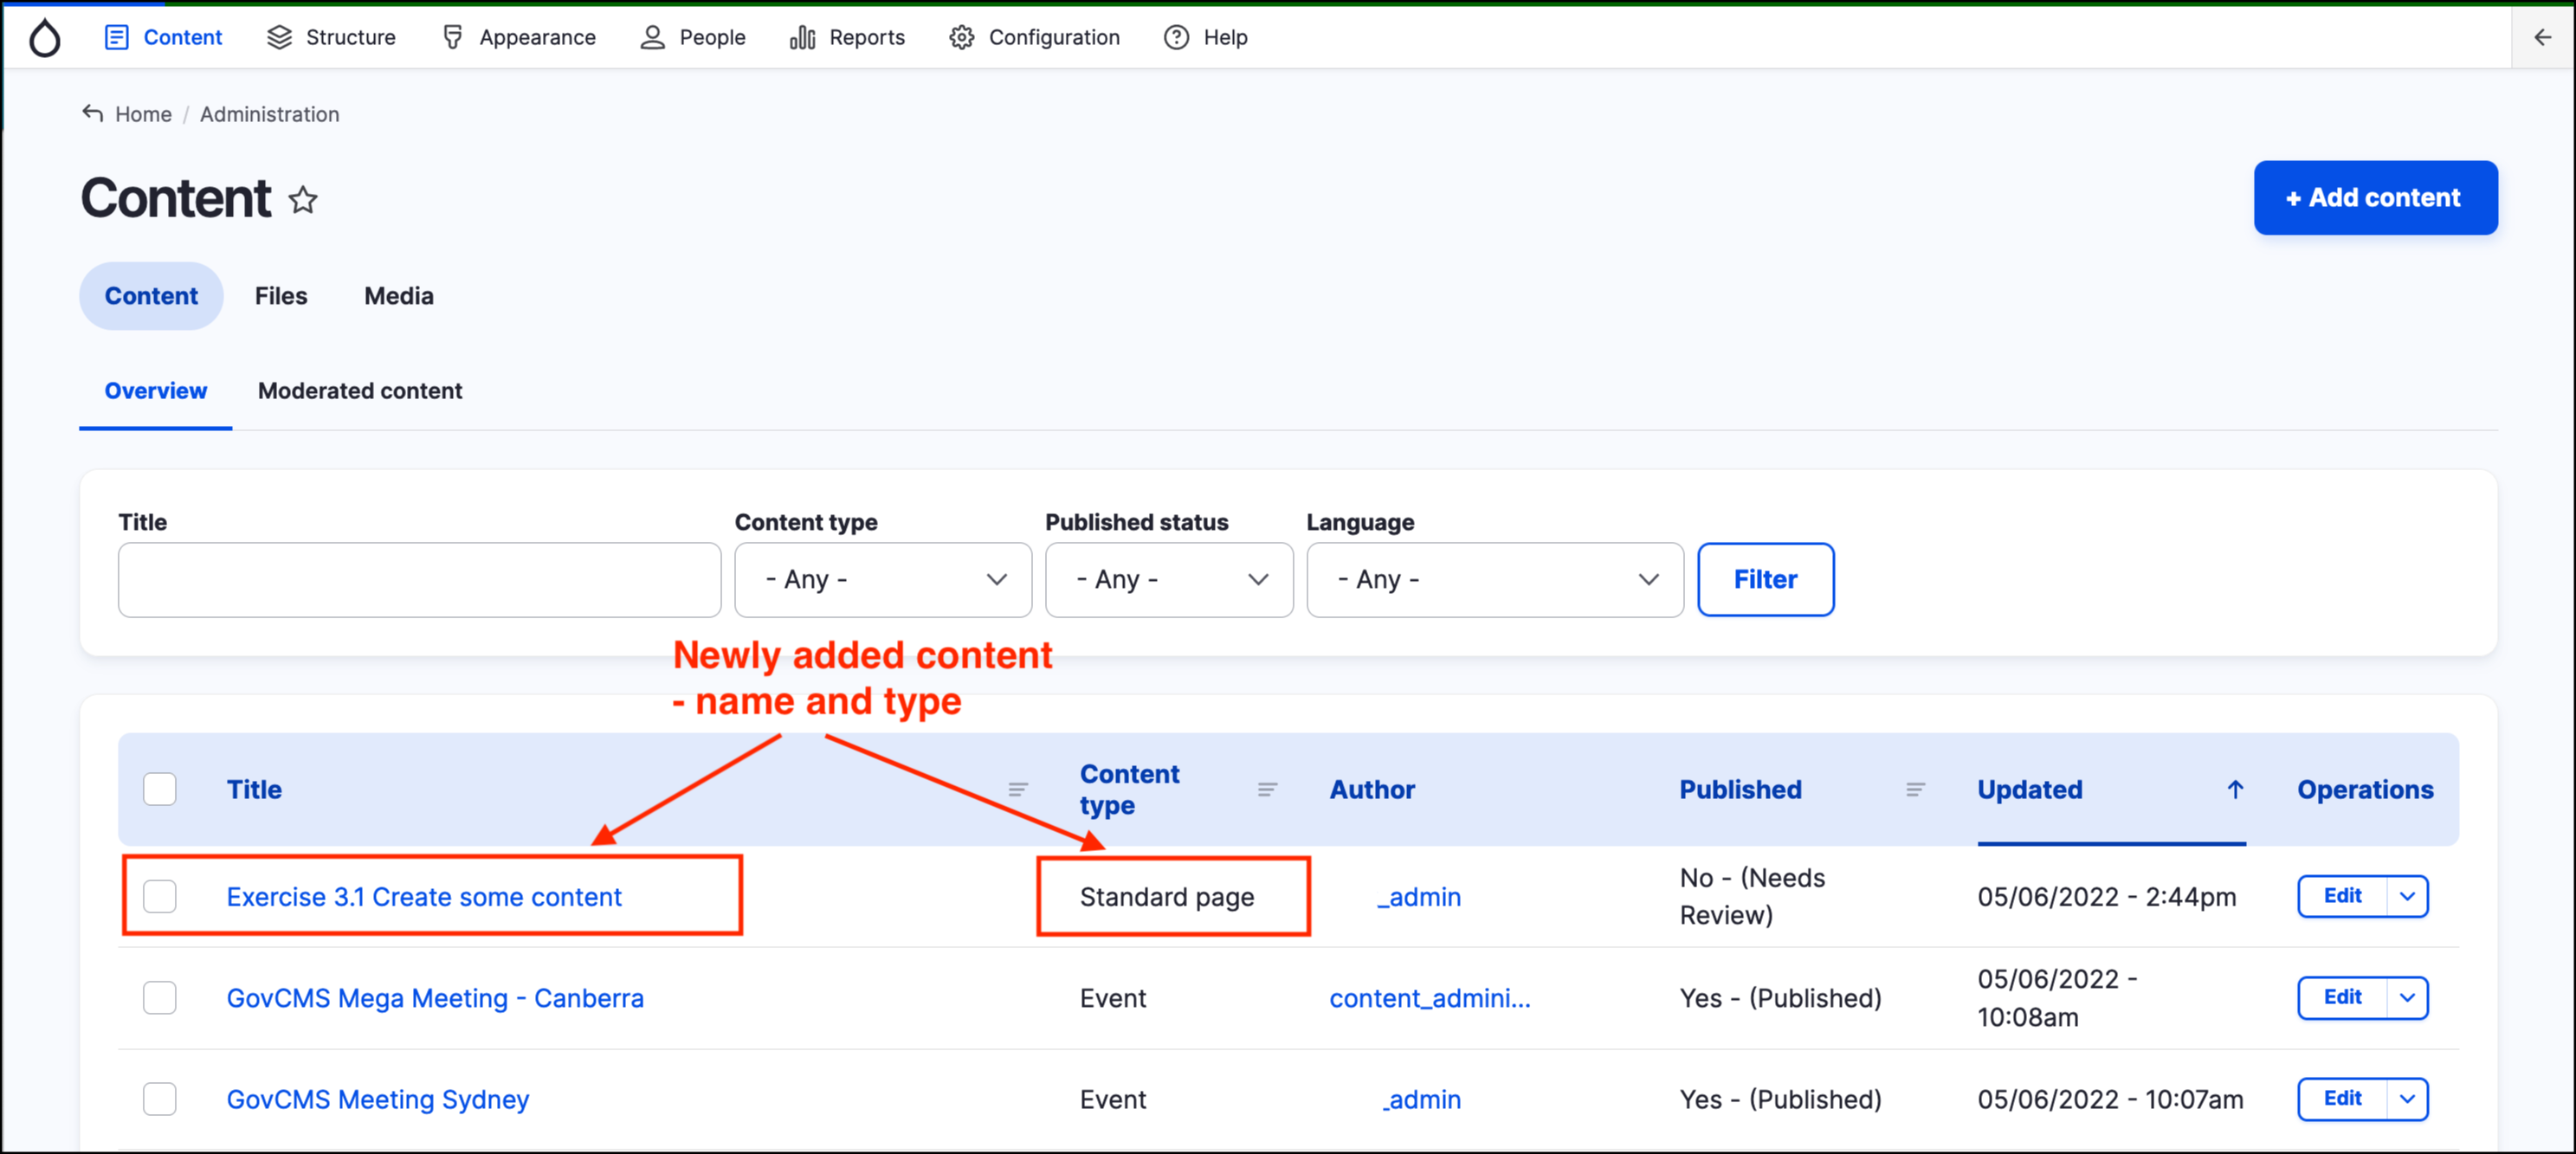 Content Structure Appearance People Reports Configuration Help
Home / Administration
Content
+ Add content
Content Files Media
Overview Moderated content
Title Content type Published status Language
- Any - - Any - - Any - Filter
Newly added content
- name and type
Title Content type Author Published Updated Operations
Exercise 3.1 Create some content Standard page _admin No - (Needs Review) 05/06/2022 - 2:44pm Edit
GovCMS Mega Meeting - Canberra Event content_admini... Yes - (Published) 05/06/2022 - 10:08am Edit
GovCMS Meeting Sydney Event _admin Yes - (Published) 05/06/2022 - 10:07am Edit